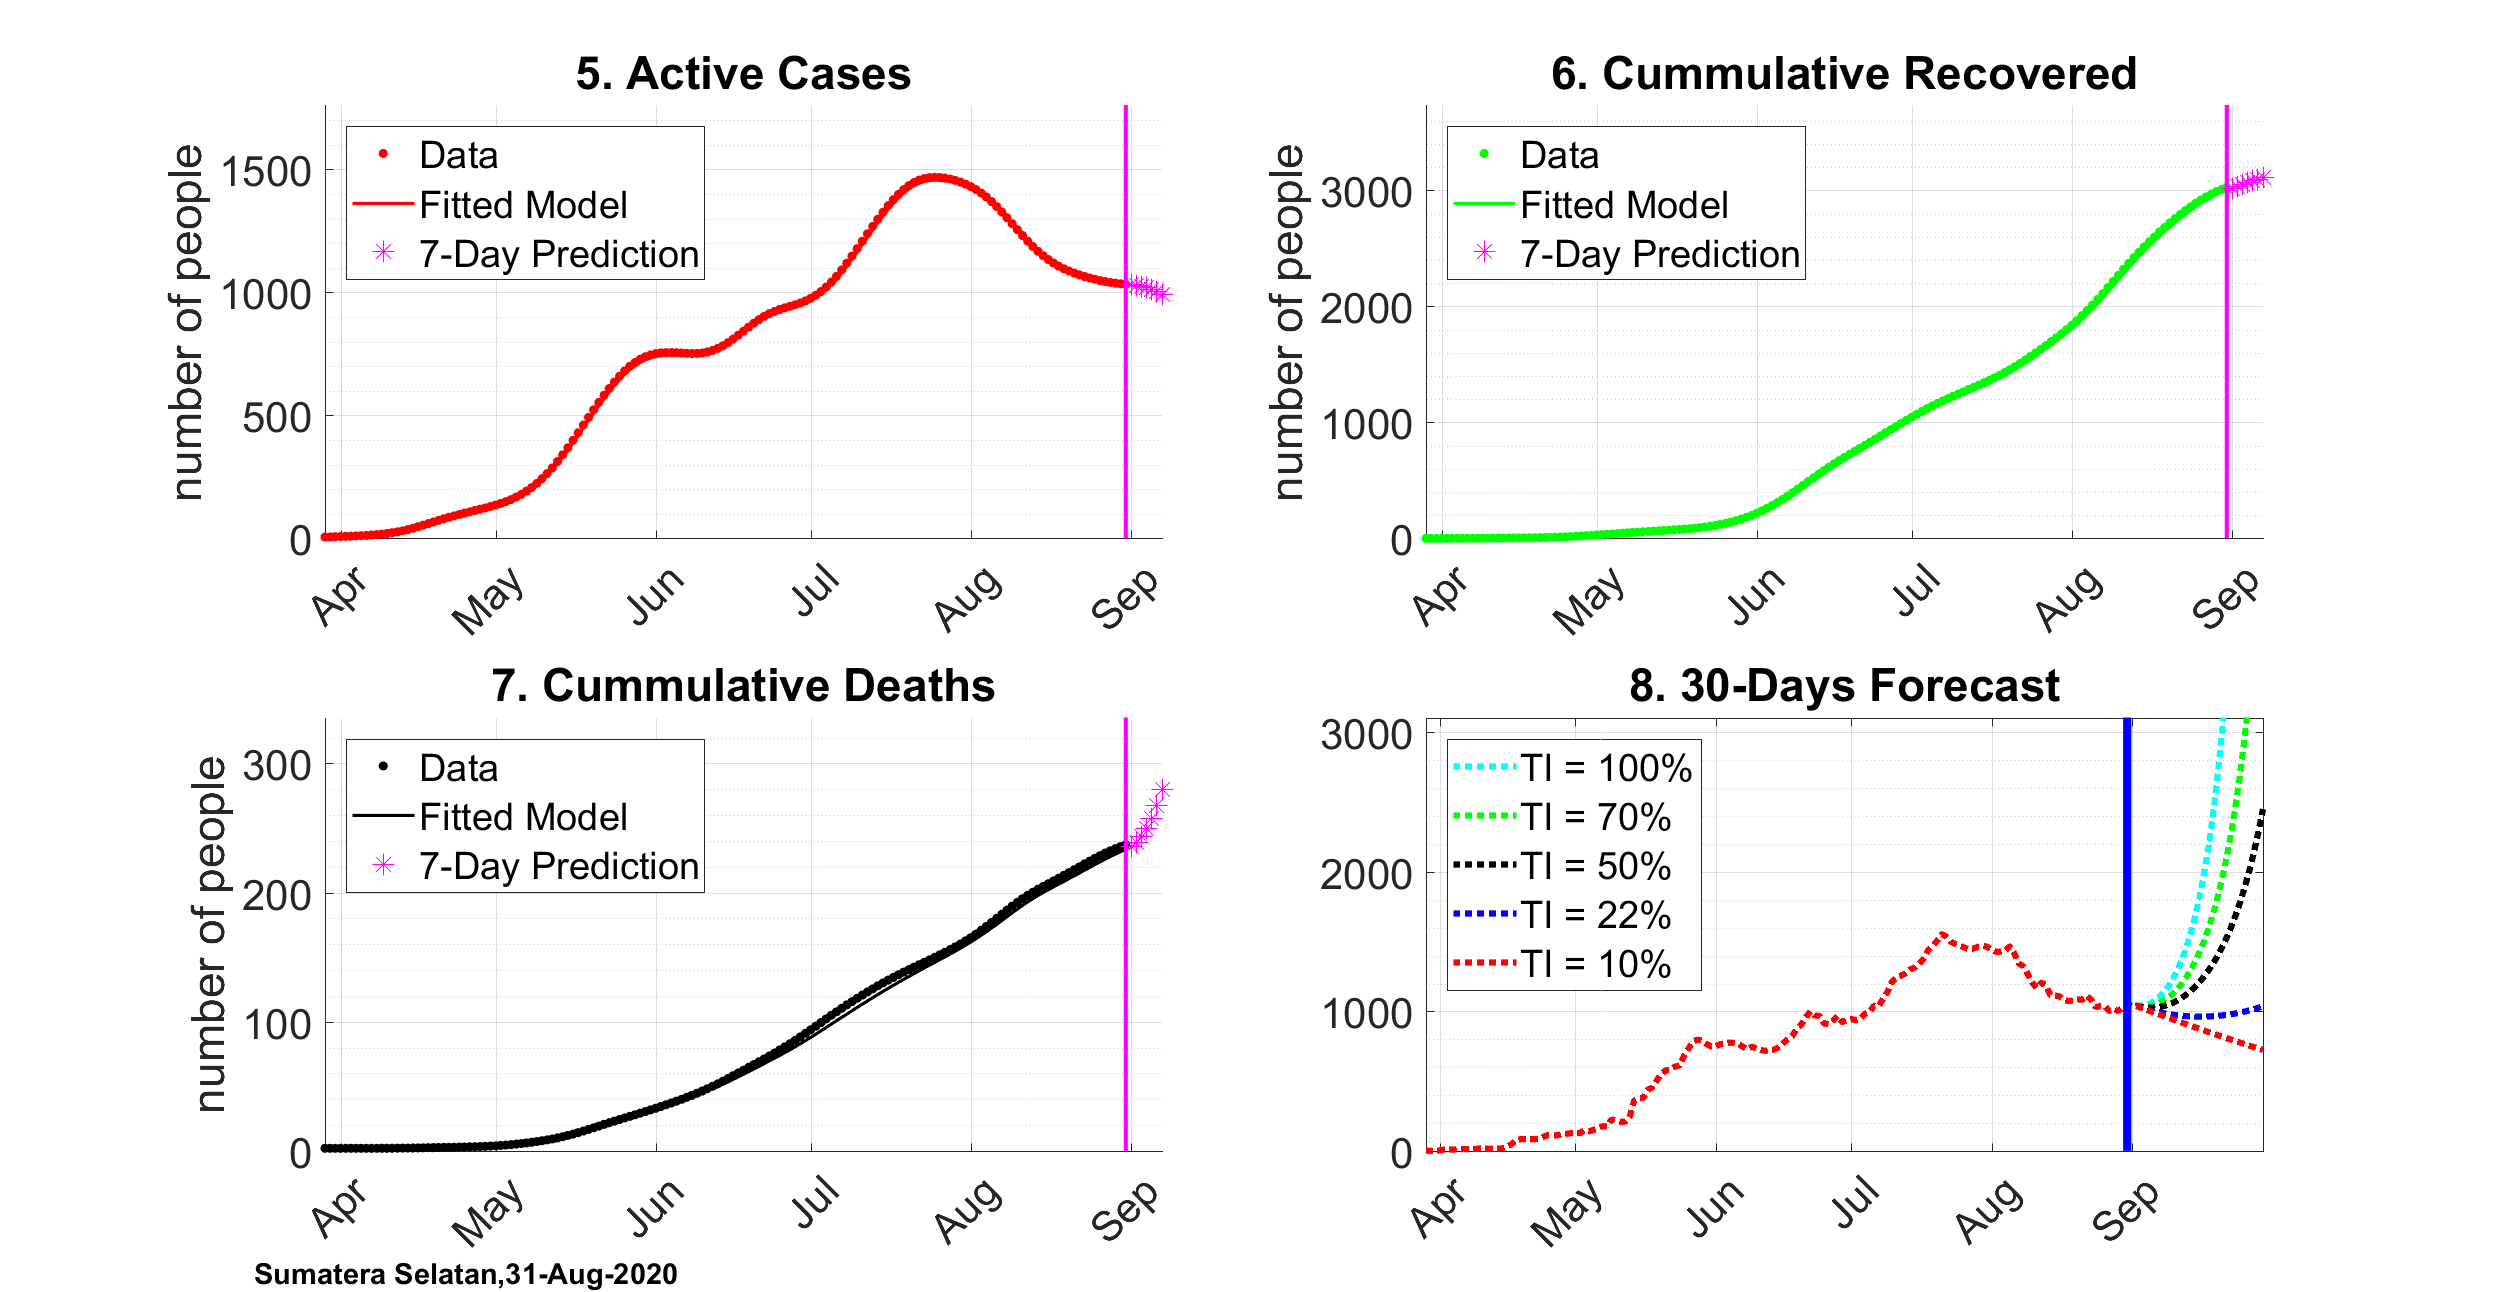 5. Active Cases
number of people
1500
1000
500
0
Data
Fitted Model
7-Day Prediction
Apr
May
Jun
Jul
Aug
Sep
6. Cummulative Recovered
number of people
3000
2000
1000
0
Data
Fitted Model
7-Day Prediction
Apr
May
Jun
Jul
Aug
Sep
7. Cummulative Deaths
number of people
300
200
100
0
Data
Fitted Model
7-Day Prediction
Apr
May
Jun
Jul
Aug
Sep
8. 30-Days Forecast
3000
2000
1000
0
TI = 100%
TI = 70%
TI = 50%
TI = 22%
TI = 10%
Apr
May
Jun
Jul
Aug
Sep
Sumatera Selatan,31-Aug-2020